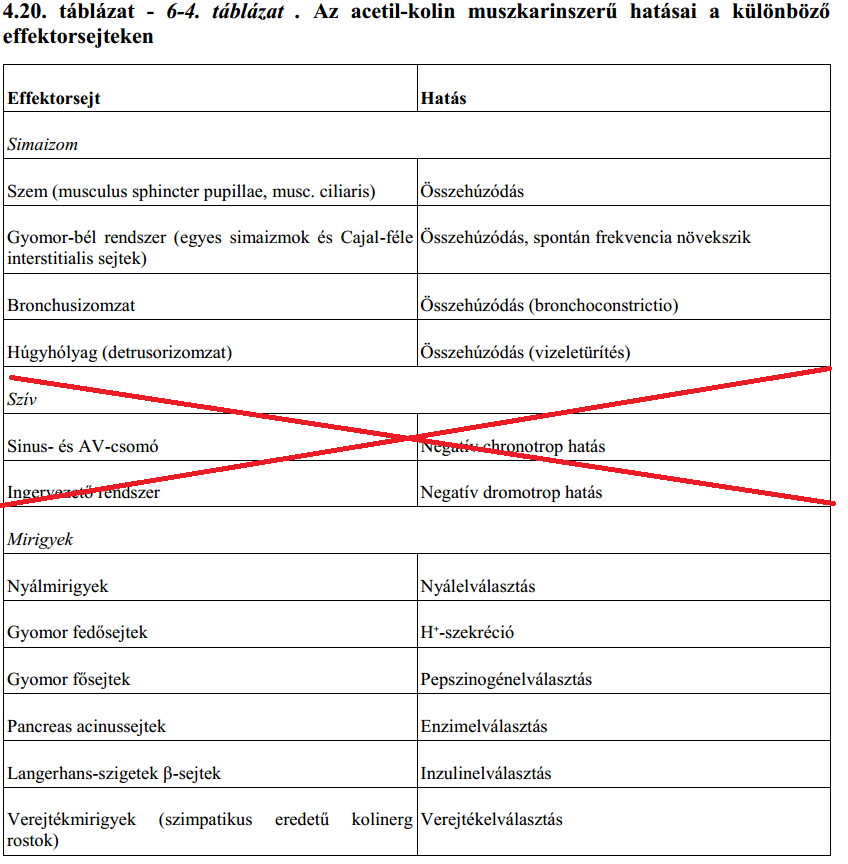 4.20. táblázat - 6-4. táblázat . Az acetil-kolin muszkarinszerű hatásai a különböző
effektorsejteken
Effektorsejt Hatás
Simaizom
Szem (musculus sphincter pupillae, musc. ciliaris) Összehúzódás
Gyomor-bél rendszer (egyes simaizmok és Cajal-féle Összehúzódás, spontán frekvencia növekszik
interstitialis sejtek)
Bronchusizomzat Összehúzódás (bronchoconstrictio)
Húgyhólyag (detrusorizomzat) Összehúzódás (vizeletürítés)
Szív
Sinus- és AV-csomó Negatív chronotrop hatás
Ingervezető rendszer Negatív dromotrop hatás
Mirigyek
Nyálmirigyek Nyálelválasztás
Gyomor fedősejtek H⁺-szekréció
Gyomor fősejtek Pepszinogénelválasztás
Pancreas acinussejtek Enzimelválasztás
Langerhans-szigetek β-sejtek Inzulinelválasztás
Verejtékmirigyek (szimpatikus eredetű kolinerg Verejtékelválasztás
rostok)